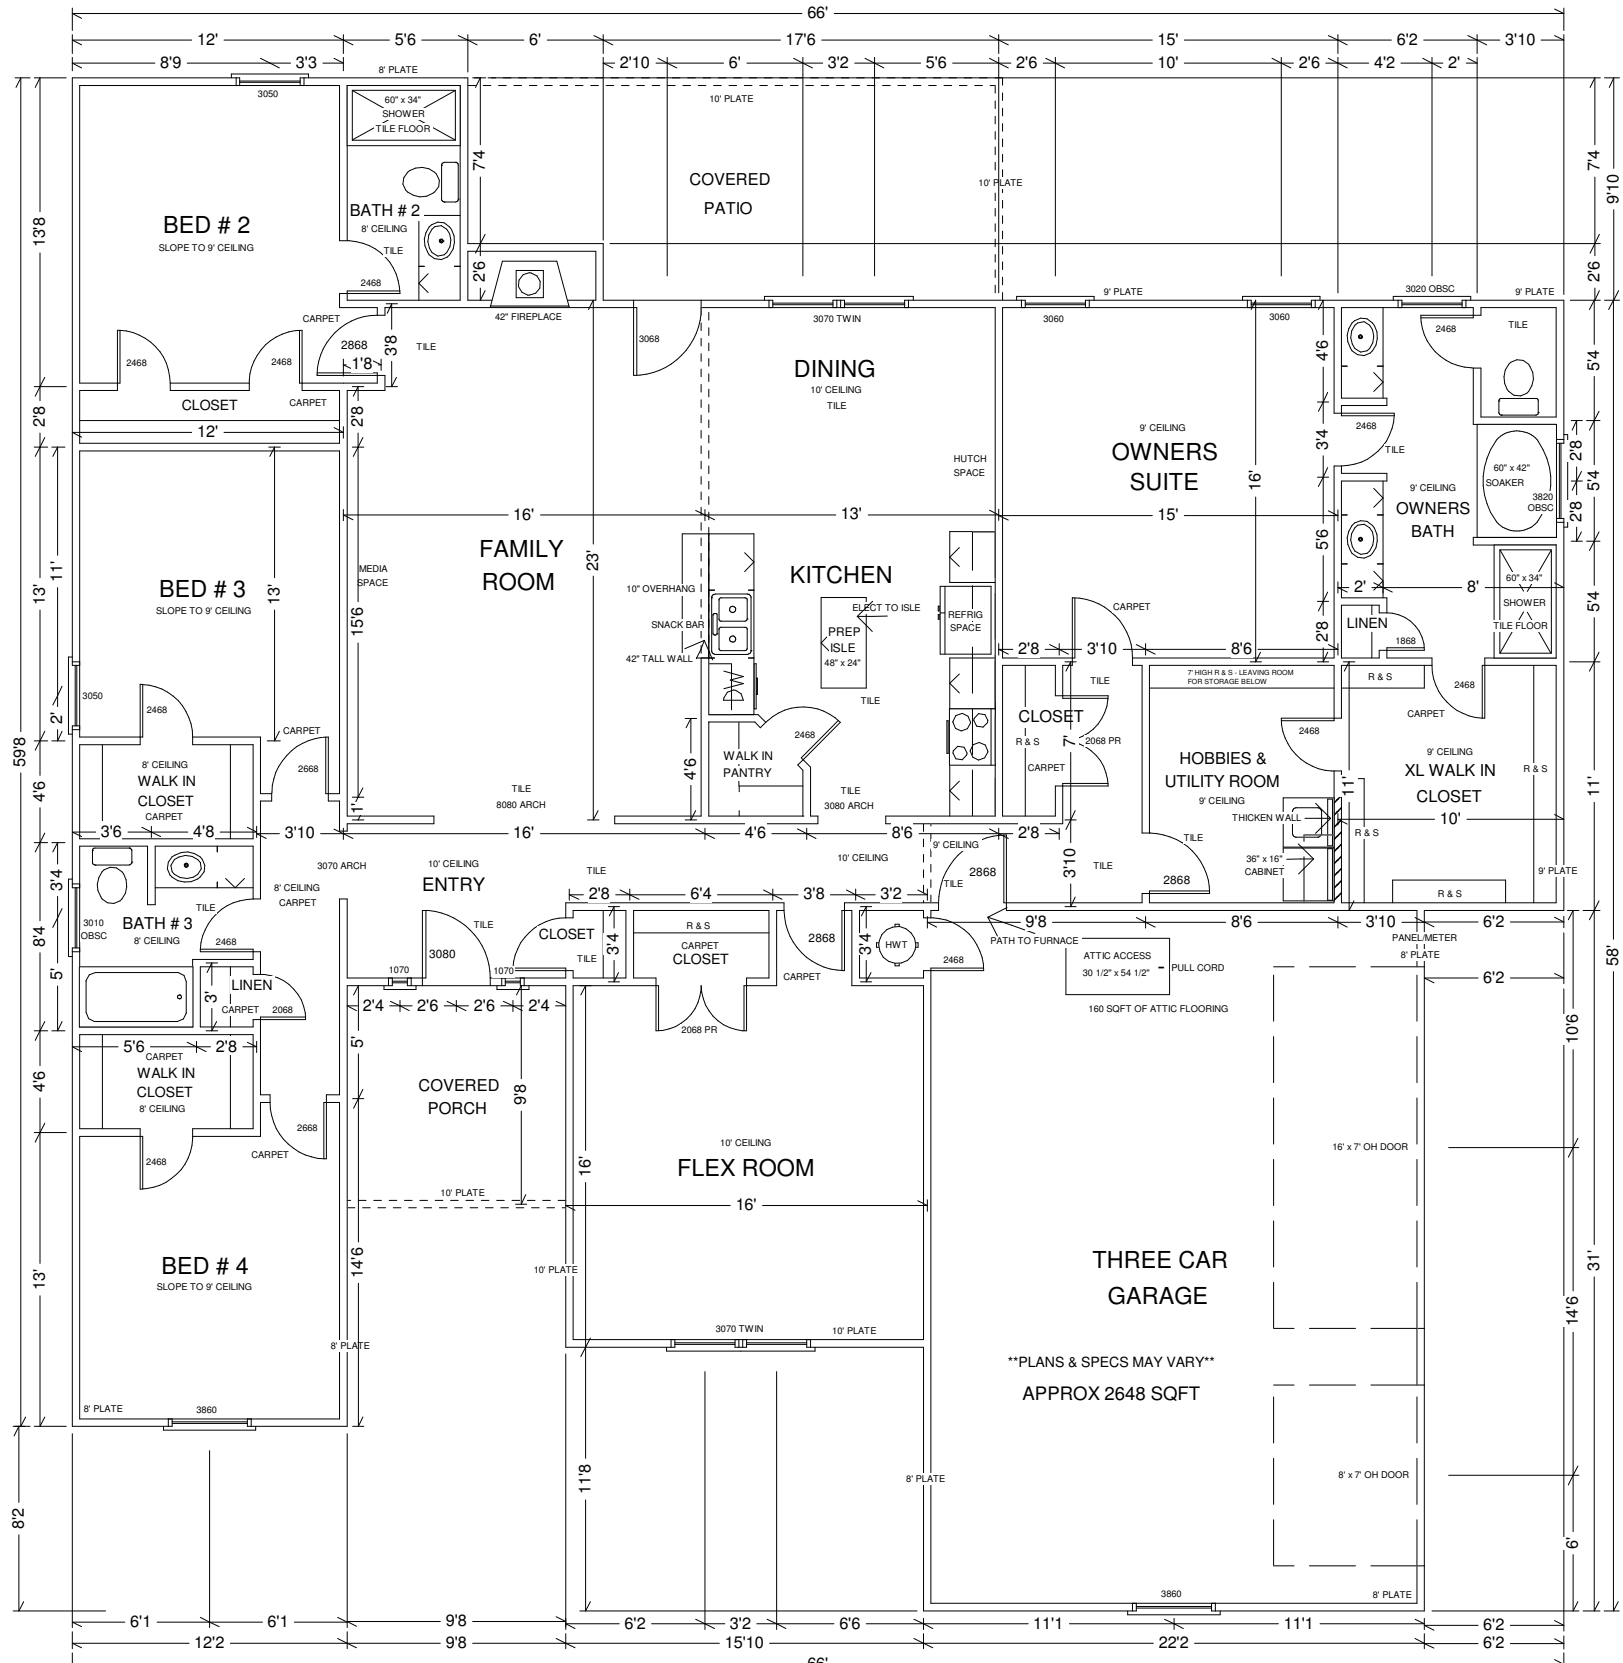 66'
12' 5'6 6' 17'6 15' 6'2 3'10
8'9 3'3 2'10 6' 3'2 5'6 2'6 10' 2'6 4'2 2'
8' PLATE
3050
60" x 34"
SHOWER
TILE FLOOR
10' PLATE
7'4
COVERED
PATIO
10' PLATE
7'4
9'10
BED # 2
SLOPE TO 9' CEILING
BATH # 2
8' CEILING
TILE
2468
13'8
2'6
2'6
42" FIREPLACE
9' PLATE
3020 OBSC
9' PLATE
CARPET
2868
1'8
3'8
TILE
3068
3070 TWIN
3060
3060
2468
TILE
2468
2468
DINING
10' CEILING
TILE
4'6
5'4
CLOSET
CARPET
2'8
12'
2'8
9' CEILING
OWNERS
SUITE
16'
3'4
2468
TILE
HUTCH
SPACE
60" x 42"
SOAKER
3820
OBSC
2'8
2'8
5'4
9' CEILING
OWNERS
BATH
16'
13'
15'
FAMILY
ROOM
23'
MEDIA
SPACE
15'6
KITCHEN
5'6
11'
13'
BED # 3
SLOPE TO 9' CEILING
13'
10" OVERHANG
SNACK BAR
42" TALL WALL
ELECT TO ISLE
PREP
ISLE
48" x 24"
REFRIG
SPACE
TILE
CARPET
2' 8'
60" x 34"
SHOWER
TILE FLOOR
5'4
LINEN
1868
2'8
2'8 3'10 8'6
7' HIGH R & S - LEAVING ROOM
FOR STORAGE BELOW
R & S
2468
CARPET
TILE
CLOSET
R & S
7'
2068 PR
CARPET
3050
2468
2'
CARPET
2668
59'8
4'6
8' CEILING
WALK IN
CLOSET
CARPET
3'6 4'8 3'10
TILE
8080 ARCH
1'
4'6
WALK IN
PANTRY
2468
TILE
3080 ARCH
HOBBIES &
UTILITY ROOM
9' CEILING
2468
THICKEN WALL
11'
9' CEILING
XL WALK IN
CLOSET
R & S
10'
R & S
11'
16' 4'6 8'6 2'8
9' CEILING
3'10
TILE
TILE
36" x 16"
CABINET
2868
R & S
9' PLATE
3070 ARCH
10' CEILING
ENTRY
TILE
10' CEILING
TILE
2868
3'4
8' CEILING
CARPET
2'8 6'4 3'8 3'2
BATH # 3
8' CEILING
TILE
2468
3010
OBSC
8'4
5'
3080
TILE
CLOSET
TILE
3'4
R & S
CARPET
CLOSET
2868
CARPET
3'4
HWT
2468
9'8 8'6 3'10 6'2
PATH TO FURNACE
ATTIC ACCESS
30 1/2" x 54 1/2"
PULL CORD
160 SQFT OF ATTIC FLOORING
PANEL/METER
8' PLATE
6'2
58'
3'
LINEN
CARPET
2068
1070
1070
2'4 2'6 2'6 2'4
2068 PR
10'6
5'6 2'8
CARPET
WALK IN
CLOSET
8' CEILING
4'6
5'
COVERED
PORCH
9'8
2668
2468
CARPET
10' CEILING
FLEX ROOM
16'
16'
16' x 7' OH DOOR
10' PLATE
BED # 4
SLOPE TO 9' CEILING
13'
14'6
10' PLATE
THREE CAR
GARAGE
31'
14'6
3070 TWIN
10' PLATE
8' PLATE
**PLANS & SPECS MAY VARY**
APPROX 2648 SQFT
8' PLATE
3860
11'8
8' PLATE
8' x 7' OH DOOR
8'2
6'
3860
8' PLATE
6'1 6'1 9'8 6'2 3'2 6'6 11'1 11'1 6'2
12'2 9'8 15'10 22'2 6'2
66'